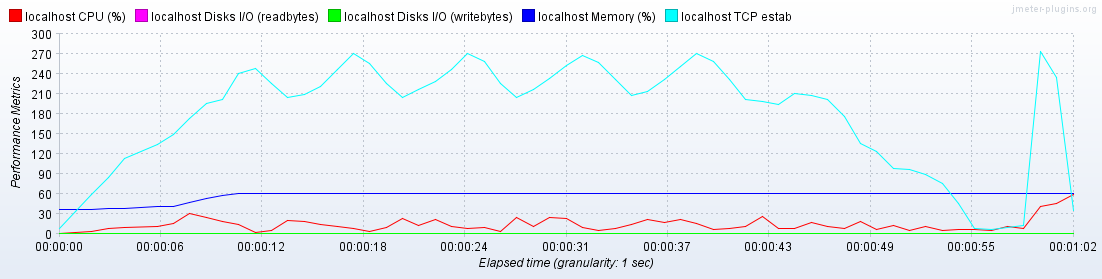 localhost CPU (%) localhost Disks I/O (readbytes) localhost Disks I/O (writebytes) localhost Memory (%) localhost TCP estab
jmeter-plugins.org
300
270
240
210
180
150
120
90
60
30
0
Performance Metrics
00:00:00 00:00:06 00:00:12 00:00:18 00:00:24 00:00:31 00:00:37 00:00:43 00:00:49 00:00:55 00:01:02
Elapsed time (granularity: 1 sec)